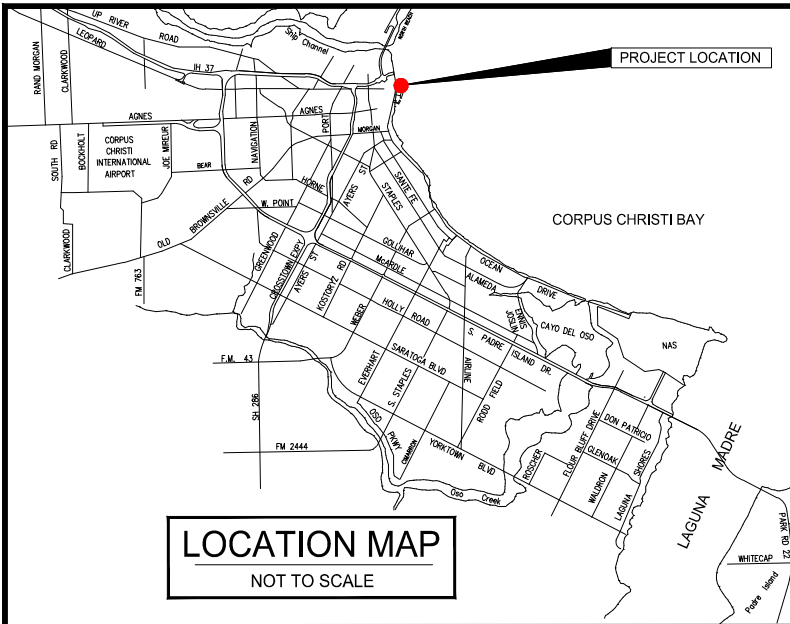 UP RIVER
ROAD
LEOPARD
Ship Channel
NORTH BEACH
IH 37
PROJECT LOCATION
RAND MORGAN
CLARKWOOD
AGNES
AGNES
PORT
NAVIGATION
MORGAN
SOUTH RD
BOCKHOLT
CORPUS
CHRISTI
INTERNATIONAL
AIRPORT
JOE MIREUR
BEAR
HORNE
AYERS ST
STAPLES
SANTE FE
CORPUS CHRISTI BAY
W. POINT
OLD BROWNSVILLE RD
CLARKWOOD
FM 763
GREENWOOD
CROSSTOWN EXPY
AYERS ST
KOSTORYZ RD
WEBER
GOLLIHAR
McARDLE
HOLLY ROAD
OCEAN
DRIVE
ALAMEDA
ENNIS
JOSLIN
CAYO DEL OSO
NAS
S. PADRE ISLAND DR.
F.M. 43
SARATOGA BLVD
EVERHART
S. STAPLES
AIRLINE
RODD FIELD
SH 286
FM 2444
OSO PKWY
CIMARRON
YORKTOWN BLVD
Oso Creek
ROSCHER
FLOUR BLUFF DRIVE
DON PATRICIO
GLENOAK
WALDRON
LAGUNA SHORES
LAGUNA MADRE
PARK RD 22
WHITECAP
Padre Island
LOCATION MAP
NOT TO SCALE